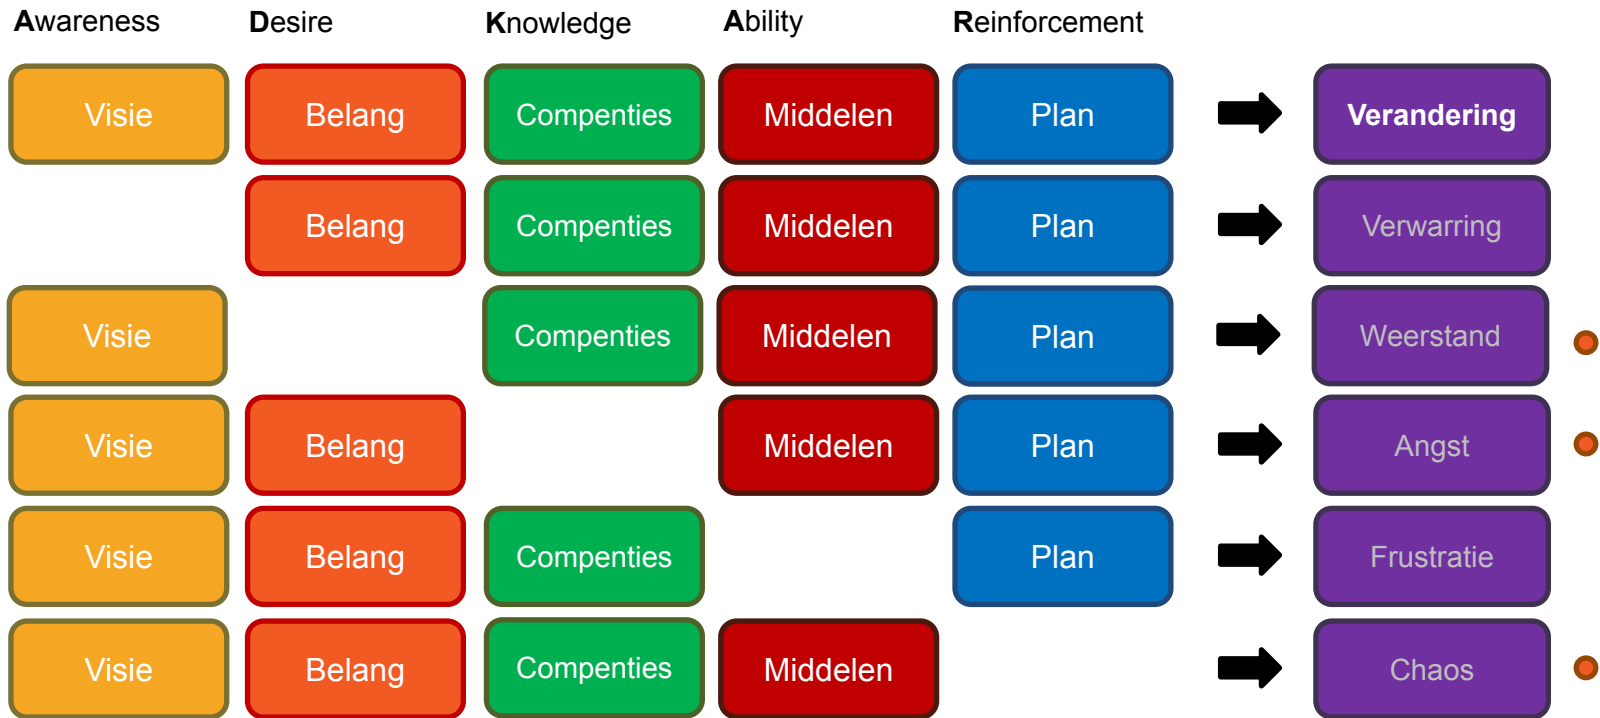 Awareness Desire Knowledge Ability Reinforcement
Visie Belang Compenties Middelen Plan Verandering
Belang Compenties Middelen Plan Verwarring
Visie Compenties Middelen Plan Weerstand
Visie Belang Middelen Plan Angst
Visie Belang Compenties Plan Frustratie
Visie Belang Compenties Middelen Chaos